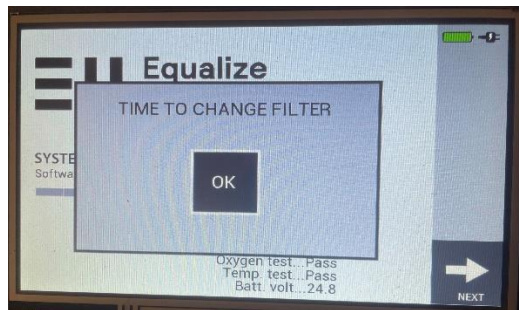 Equalize
TIME TO CHANGE FILTER
SYSTE
Softwa
OK
Oxygen test...Pass
Temp. test...Pass
Batt. volt...24.8
NEXT